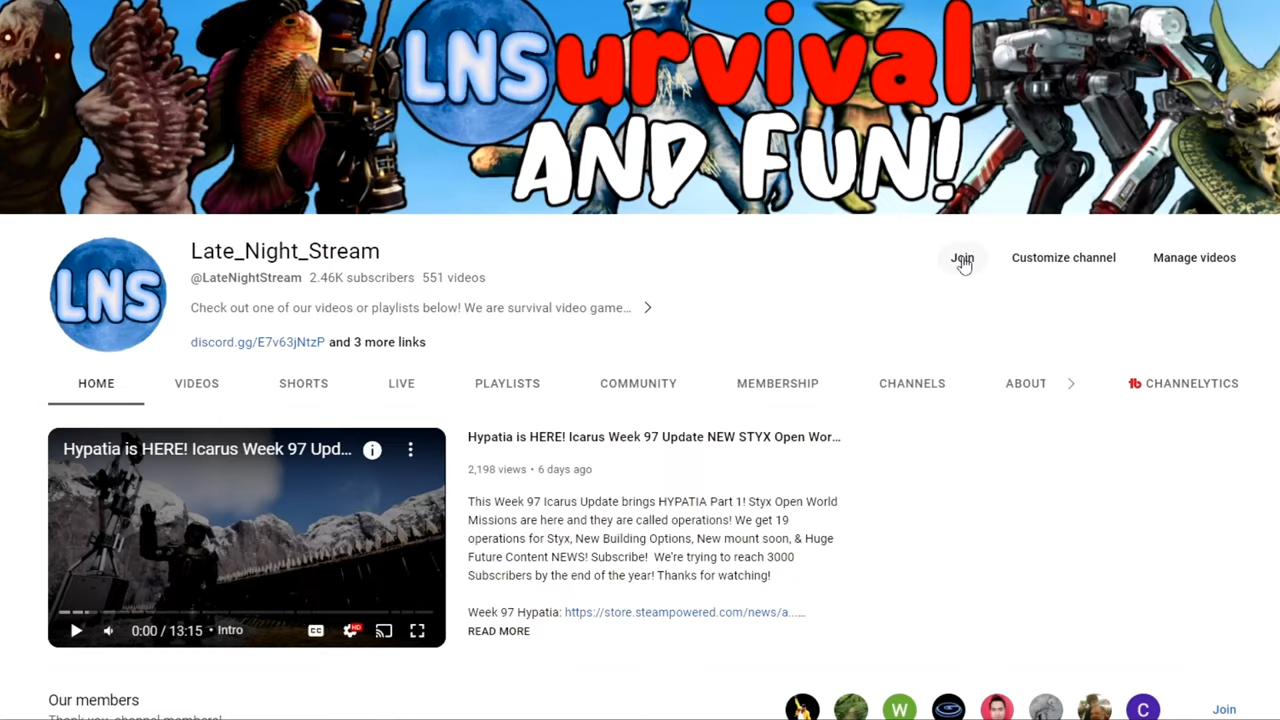 LNSurvival
AND FUN!
LNS
Late_Night_Stream
@LateNightStream 2.46K subscribers 551 videos
Check out one of our videos or playlists below! We are survival video game…
discord.gg/E7v63jNtzP and 3 more links
Join Customize channel Manage videos
HOME VIDEOS SHORTS LIVE PLAYLISTS COMMUNITY MEMBERSHIP CHANNELS ABOUT CHANNELYTICS
Hypatia is HERE! Icarus Week 97 Upd…
0:00 / 13:15 • Intro CC HD
Hypatia is HERE! Icarus Week 97 Update NEW STYX Open Wor…
2,198 views • 6 days ago
This Week 97 Icarus Update brings HYPATIA Part 1! Styx Open World
Missions are here and they are called operations! We get 19
operations for Styx, New Building Options, New mount soon, & Huge
Future Content NEWS! Subscribe! We're trying to reach 3000
Subscribers by the end of the year! Thanks for watching!
Week 97 Hypatia: https://store.steampowered.com/news/a......
READ MORE
Our members
Thank you, channel members!
W C Join